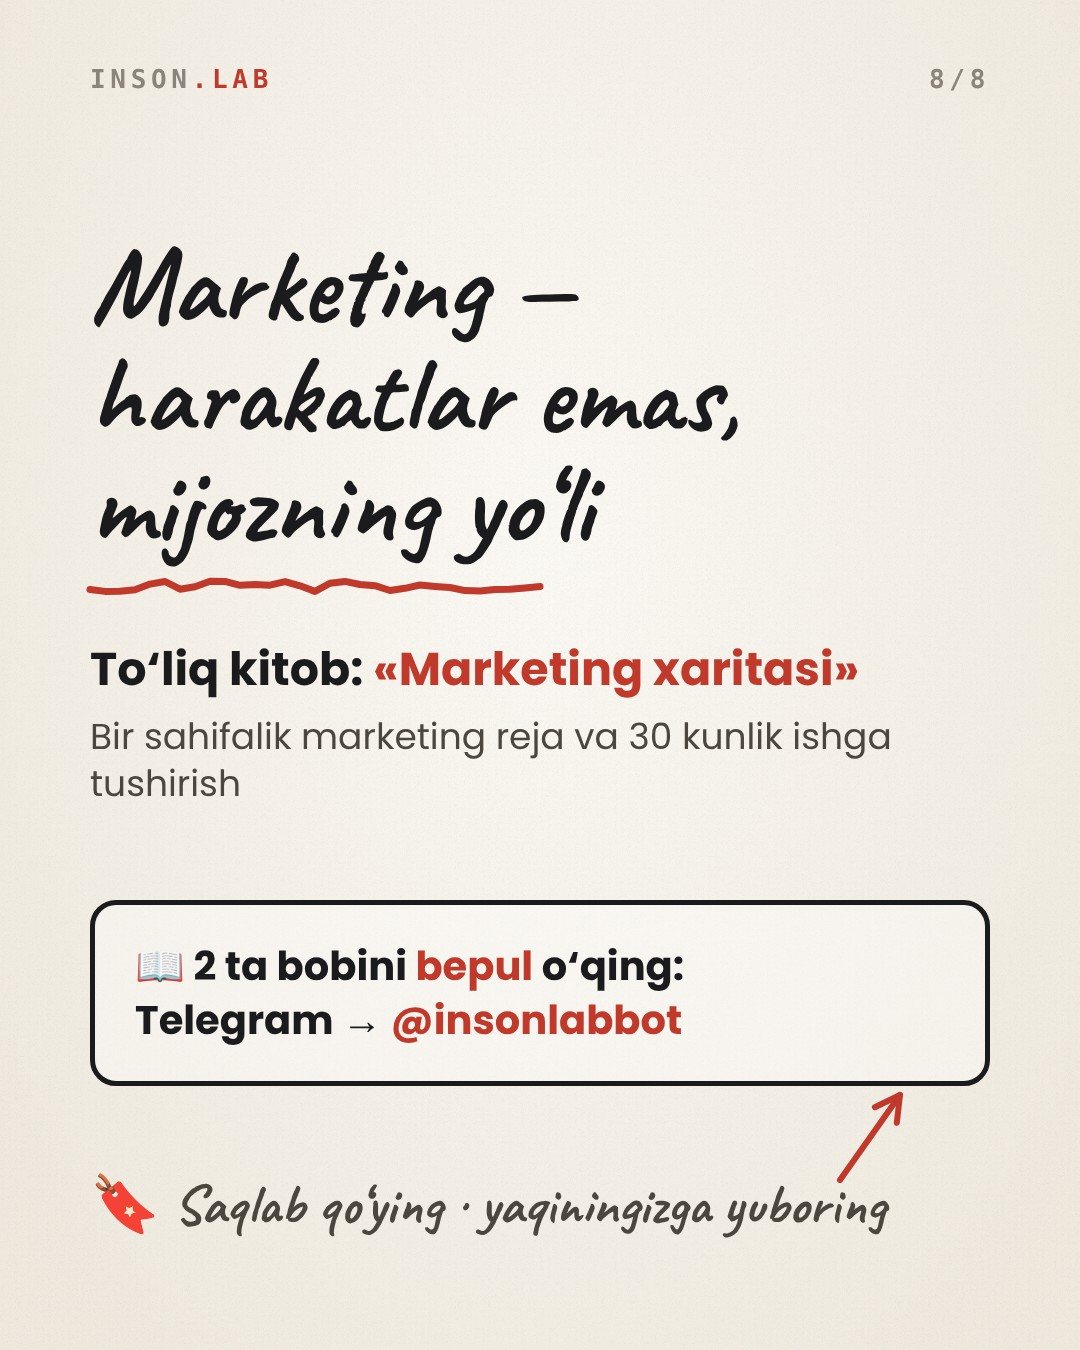 INSON.LAB
8/8
Marketing –
harakatlar emas,
mijozning yo‘li
To‘liq kitob: «Marketing xaritasi»
Bir sahifalik marketing reja va 30 kunlik ishga
tushirish
📖 2 ta bobini bepul o‘qing:
Telegram → @insonlabbot
🔖 Saqlab qo‘ying · yaqiningizga yuboring